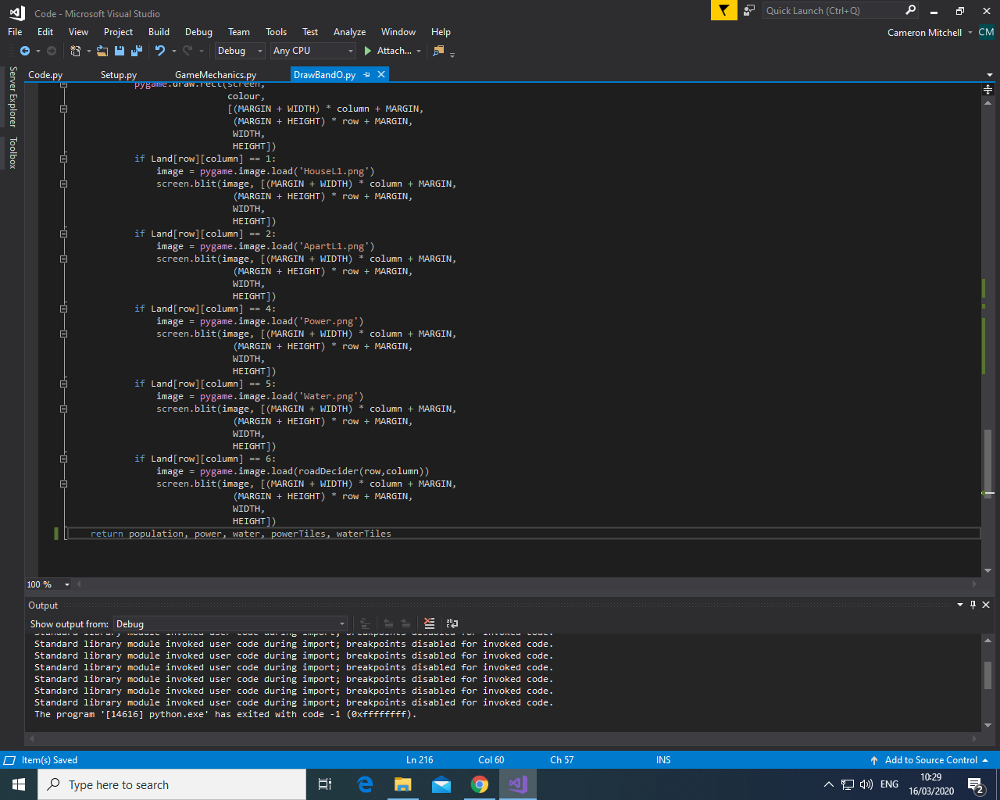 Code - Microsoft Visual Studio
Quick Launch (Ctrl+Q)
File Edit View Project Build Debug Team Tools Test Analyze Window Help
Cameron Mitchell CM
Debug Any CPU Attach...
Server Explorer
Toolbox
Code.py Setup.py GameMechanics.py DrawBandO.py
pygame.draw.rect(screen,
colour,
[(MARGIN + WIDTH) * column + MARGIN,
(MARGIN + HEIGHT) * row + MARGIN,
WIDTH,
HEIGHT])
if Land[row][column] == 1:
image = pygame.image.load('HouseL1.png')
screen.blit(image, [(MARGIN + WIDTH) * column + MARGIN,
(MARGIN + HEIGHT) * row + MARGIN,
WIDTH,
HEIGHT])
if Land[row][column] == 2:
image = pygame.image.load('ApartL1.png')
screen.blit(image, [(MARGIN + WIDTH) * column + MARGIN,
(MARGIN + HEIGHT) * row + MARGIN,
WIDTH,
HEIGHT])
if Land[row][column] == 4:
image = pygame.image.load('Power.png')
screen.blit(image, [(MARGIN + WIDTH) * column + MARGIN,
(MARGIN + HEIGHT) * row + MARGIN,
WIDTH,
HEIGHT])
if Land[row][column] == 5:
image = pygame.image.load('Water.png')
screen.blit(image, [(MARGIN + WIDTH) * column + MARGIN,
(MARGIN + HEIGHT) * row + MARGIN,
WIDTH,
HEIGHT])
if Land[row][column] == 6:
image = pygame.image.load(roadDecider(row,column))
screen.blit(image, [(MARGIN + WIDTH) * column + MARGIN,
(MARGIN + HEIGHT) * row + MARGIN,
WIDTH,
HEIGHT])
return population, power, water, powerTiles, waterTiles
100 %
Output
Show output from: Debug
Standard library module invoked user code during import; breakpoints disabled for invoked code.
Standard library module invoked user code during import; breakpoints disabled for invoked code.
Standard library module invoked user code during import; breakpoints disabled for invoked code.
Standard library module invoked user code during import; breakpoints disabled for invoked code.
Standard library module invoked user code during import; breakpoints disabled for invoked code.
Standard library module invoked user code during import; breakpoints disabled for invoked code.
Standard library module invoked user code during import; breakpoints disabled for invoked code.
The program '[14616] python.exe' has exited with code -1 (0xffffffff).
Item(s) Saved Ln 216 Col 60 Ch 57 INS Add to Source Control
Type here to search
ENG
10:29
16/03/2020
2